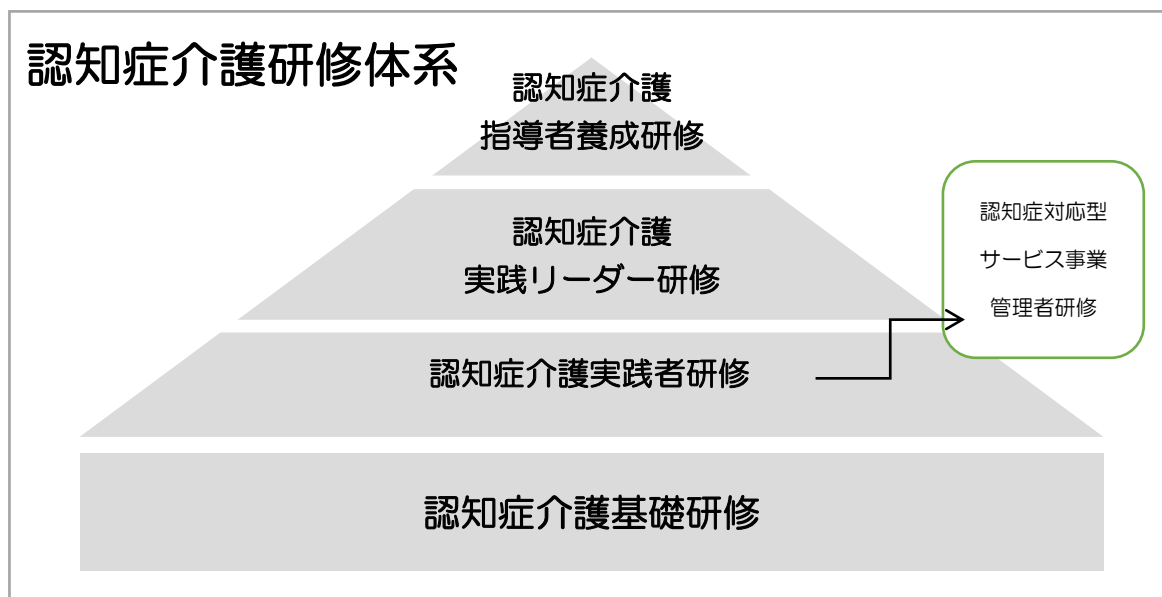 認知症介護研修体系
認知症介護
指導者養成研修
認知症介護
実践リーダー研修
認知症対応型
サービス事業
管理者研修
認知症介護実践者研修
認知症介護基礎研修